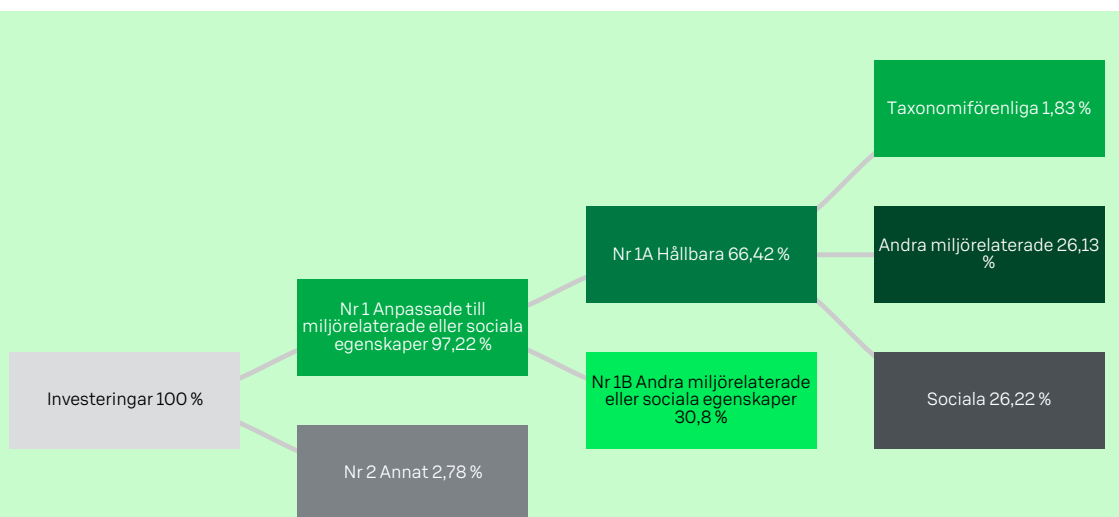 Taxonomiförenliga 1,83 %
Andra miljörelaterade 26,13
%
Nr 1A Hållbara 66,42 %
Nr 1 Anpassade till
miljörelaterade eller sociala
egenskaper 97,22 %
Investeringar 100 %
Nr 1B Andra miljörelaterade
eller sociala egenskaper
30,8 %
Sociala 26,22 %
Nr 2 Annat 2,78 %